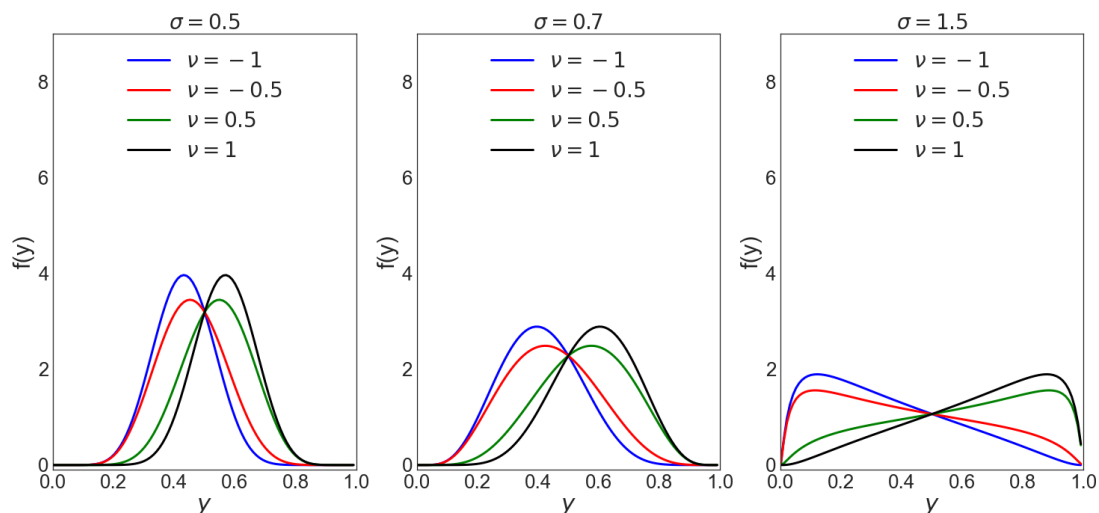 σ = 0.5
ν = − 1
ν = − 0.5
ν = 0.5
ν = 1
f(y)
8
6
4
2
0
0.0 0.2 0.4 0.6 0.8 1.0
y
σ = 0.7
ν = − 1
ν = − 0.5
ν = 0.5
ν = 1
f(y)
8
6
4
2
0
0.0 0.2 0.4 0.6 0.8 1.0
y
σ = 1.5
ν = − 1
ν = − 0.5
ν = 0.5
ν = 1
f(y)
8
6
4
2
0
0.0 0.2 0.4 0.6 0.8 1.0
y